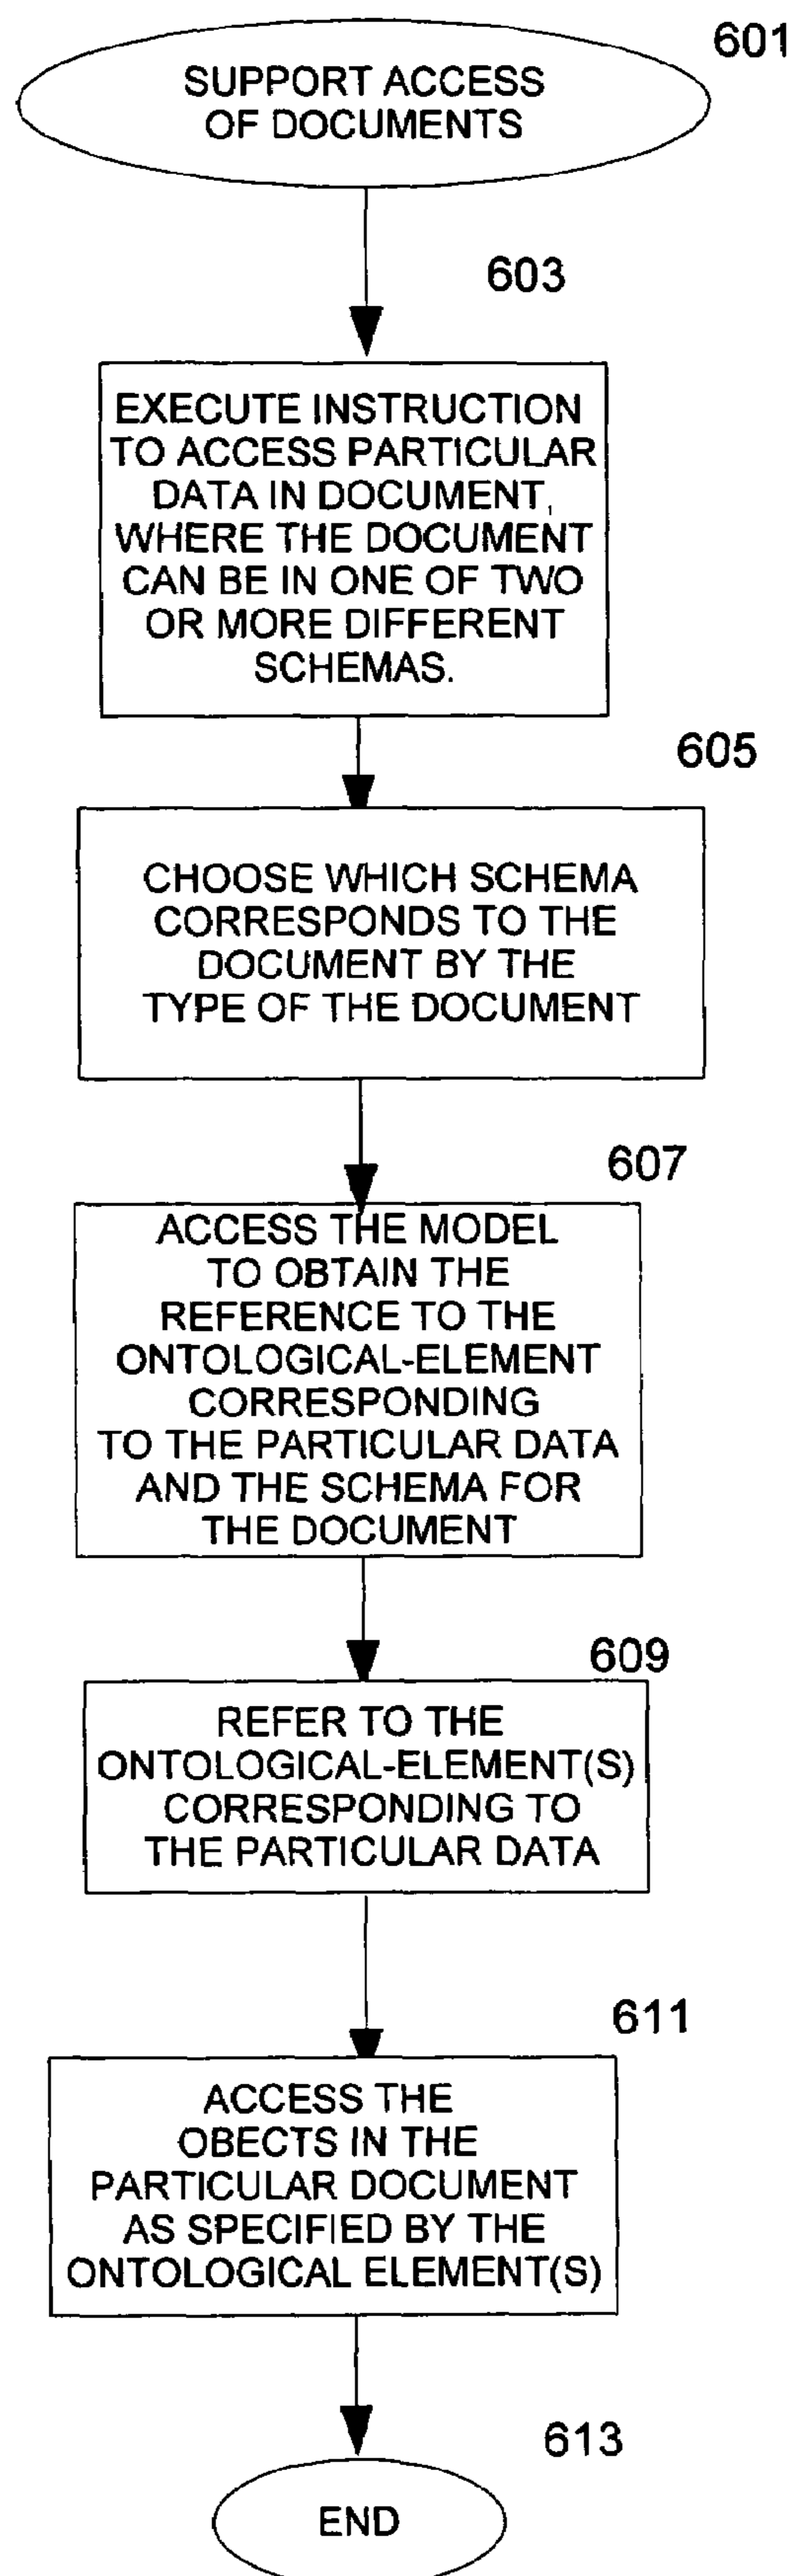 601
SUPPORT ACCESS
OF DOCUMENTS
603
EXECUTE INSTRUCTION
TO ACCESS PARTICULAR
DATA IN DOCUMENT,
WHERE THE DOCUMENT
CAN BE IN ONE OF TWO
OR MORE DIFFERENT
SCHEMAS.
605
CHOOSE WHICH SCHEMA
CORRESPONDS TO THE
DOCUMENT BY THE
TYPE OF THE DOCUMENT
607
ACCESS THE MODEL
TO OBTAIN THE
REFERENCE TO THE
ONTOLOGICAL-ELEMENT
CORRESPONDING
TO THE PARTICULAR DATA
AND THE SCHEMA FOR
THE DOCUMENT
609
REFER TO THE
ONTOLOGICAL-ELEMENT(S)
CORRESPONDING TO
THE PARTICULAR DATA
611
ACCESS THE
OBECTS IN THE
PARTICULAR DOCUMENT
AS SPECIFIED BY THE
ONTOLOGICAL ELEMENT(S)
613
END